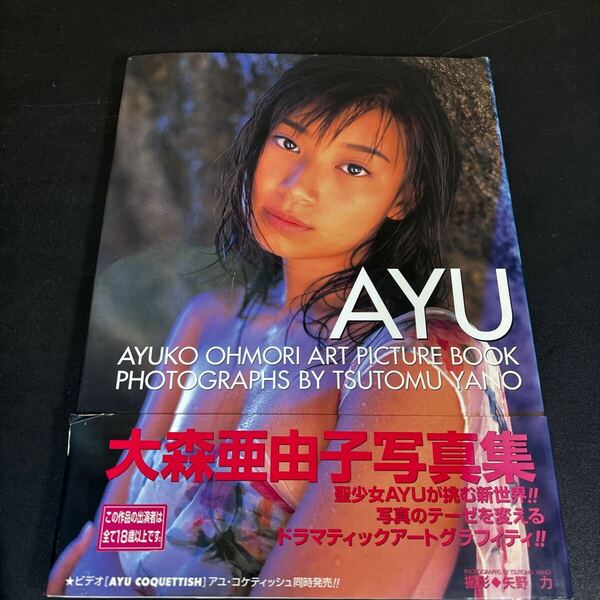 AYU
AYUKO OHMORI ART PICTURE BOOK
PHOTOGRAPHS BY TSUTOMU YANO
大森亜由子写真集
聖少女AYUが挑む新世界!!
写真のテーゼを変える
ドラマティックアートグラフィティ!!
この作品の出演者は
全て18歳以上です。
PHOTOGRAPHS BY TSUTOMU YANO
撮影◆矢野 力
★ビデオ[AYU COQUETTISH]アユ・コケティッシュ同時発売!!